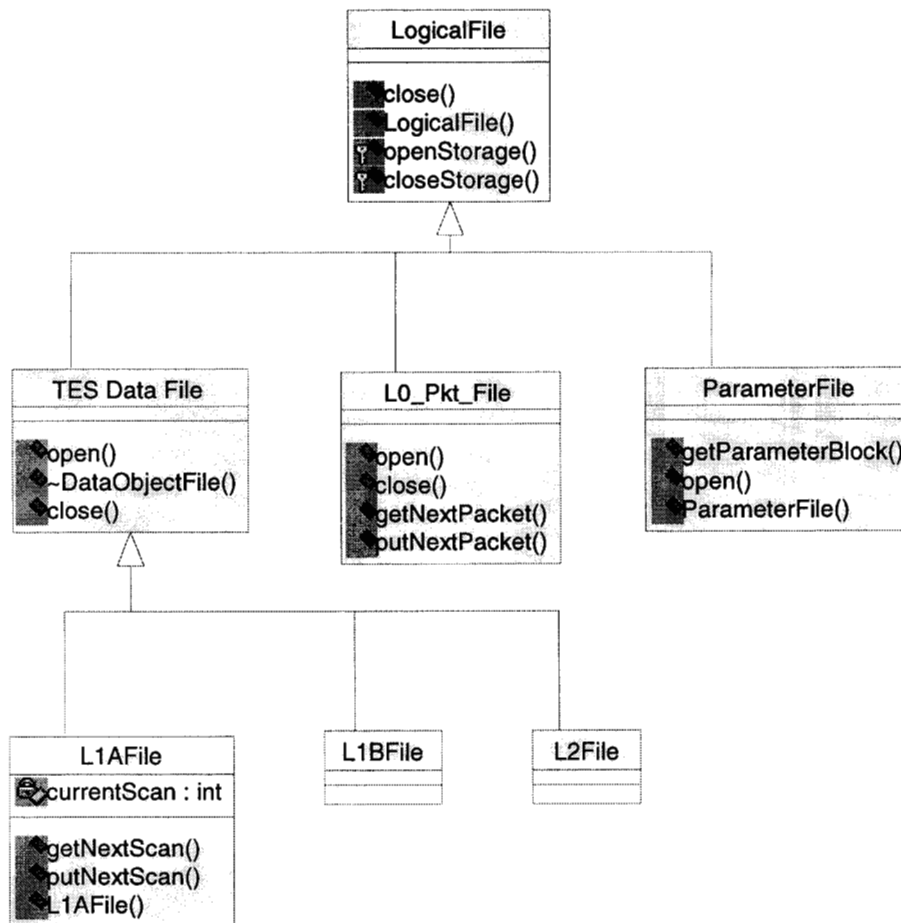 LogicalFile
close()
LogicalFile()
openStorage()
closeStorage()
TES Data File
open()
~DataObjectFile()
close()
L0_Pkt_File
open()
close()
getNextPacket()
putNextPacket()
ParameterFile
getParameterBlock()
open()
ParameterFile()
L1AFile
currentScan : int
getNextScan()
putNextScan()
L1AFile()
L1BFile
L2File